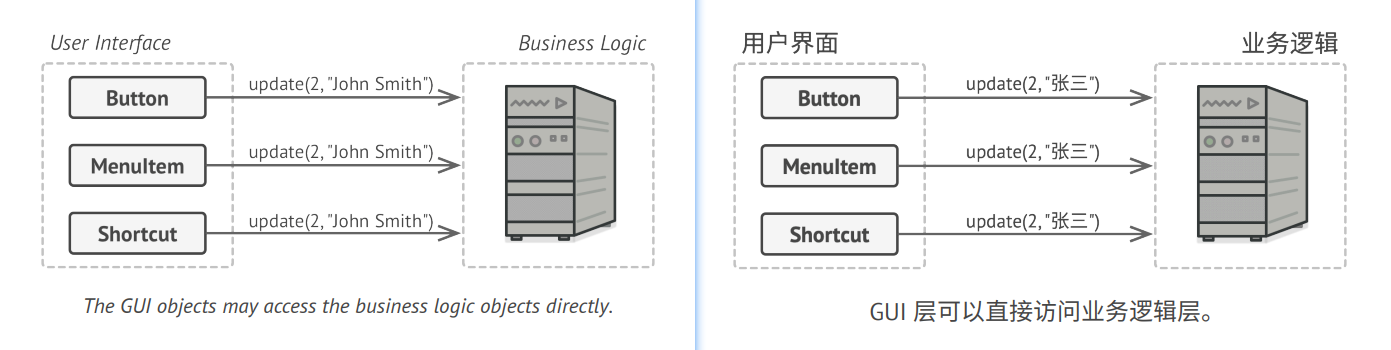 User Interface
Business Logic
Button
update(2, "John Smith")
MenuItem
update(2, "John Smith")
Shortcut
update(2, "John Smith")
The GUI objects may access the business logic objects directly.
用户界面
业务逻辑
Button
update(2, "张三")
MenuItem
update(2, "张三")
Shortcut
update(2, "张三")
GUI 层可以直接访问业务逻辑层。